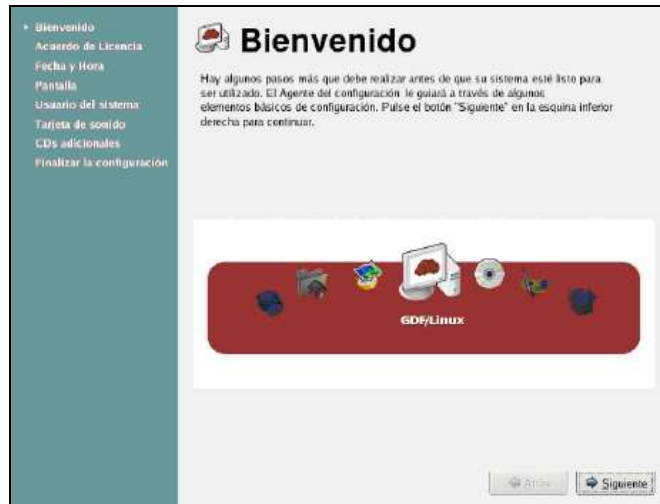 Bienvenido
Acuerdo de Licencia
Fecha y Hora
Pantalla
Usuario del sistema
Tarjeta de sonido
CDs adicionales
Finalizar la configuración
Bienvenido
Hay algunos pasos más que debe realizar antes de que su sistema esté listo para
ser utilizado. El Agente del configuración le guiará a través de algunos
elementos básicos de configuración. Pulse el botón "Siguiente" en la esquina inferior
derecha para continuar.
GDF/Linux
Atrás
Siguiente